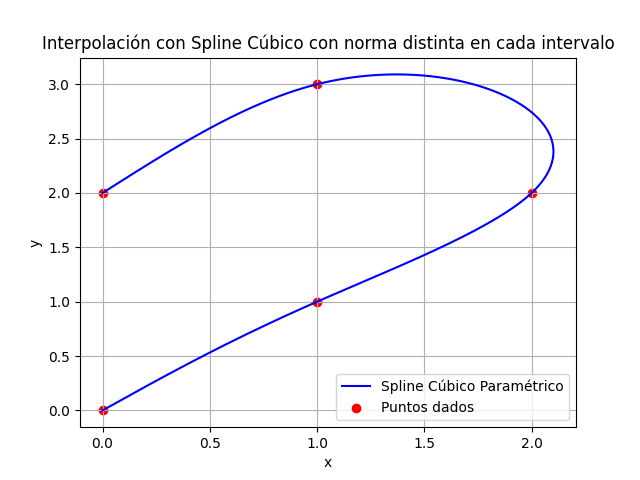 Interpolación con Spline Cúbico con norma distinta en cada intervalo
3.0
2.5
2.0
1.5
1.0
0.5
0.0
y
Spline Cúbico Paramétrico
Puntos dados
0.0 0.5 1.0 1.5 2.0
x